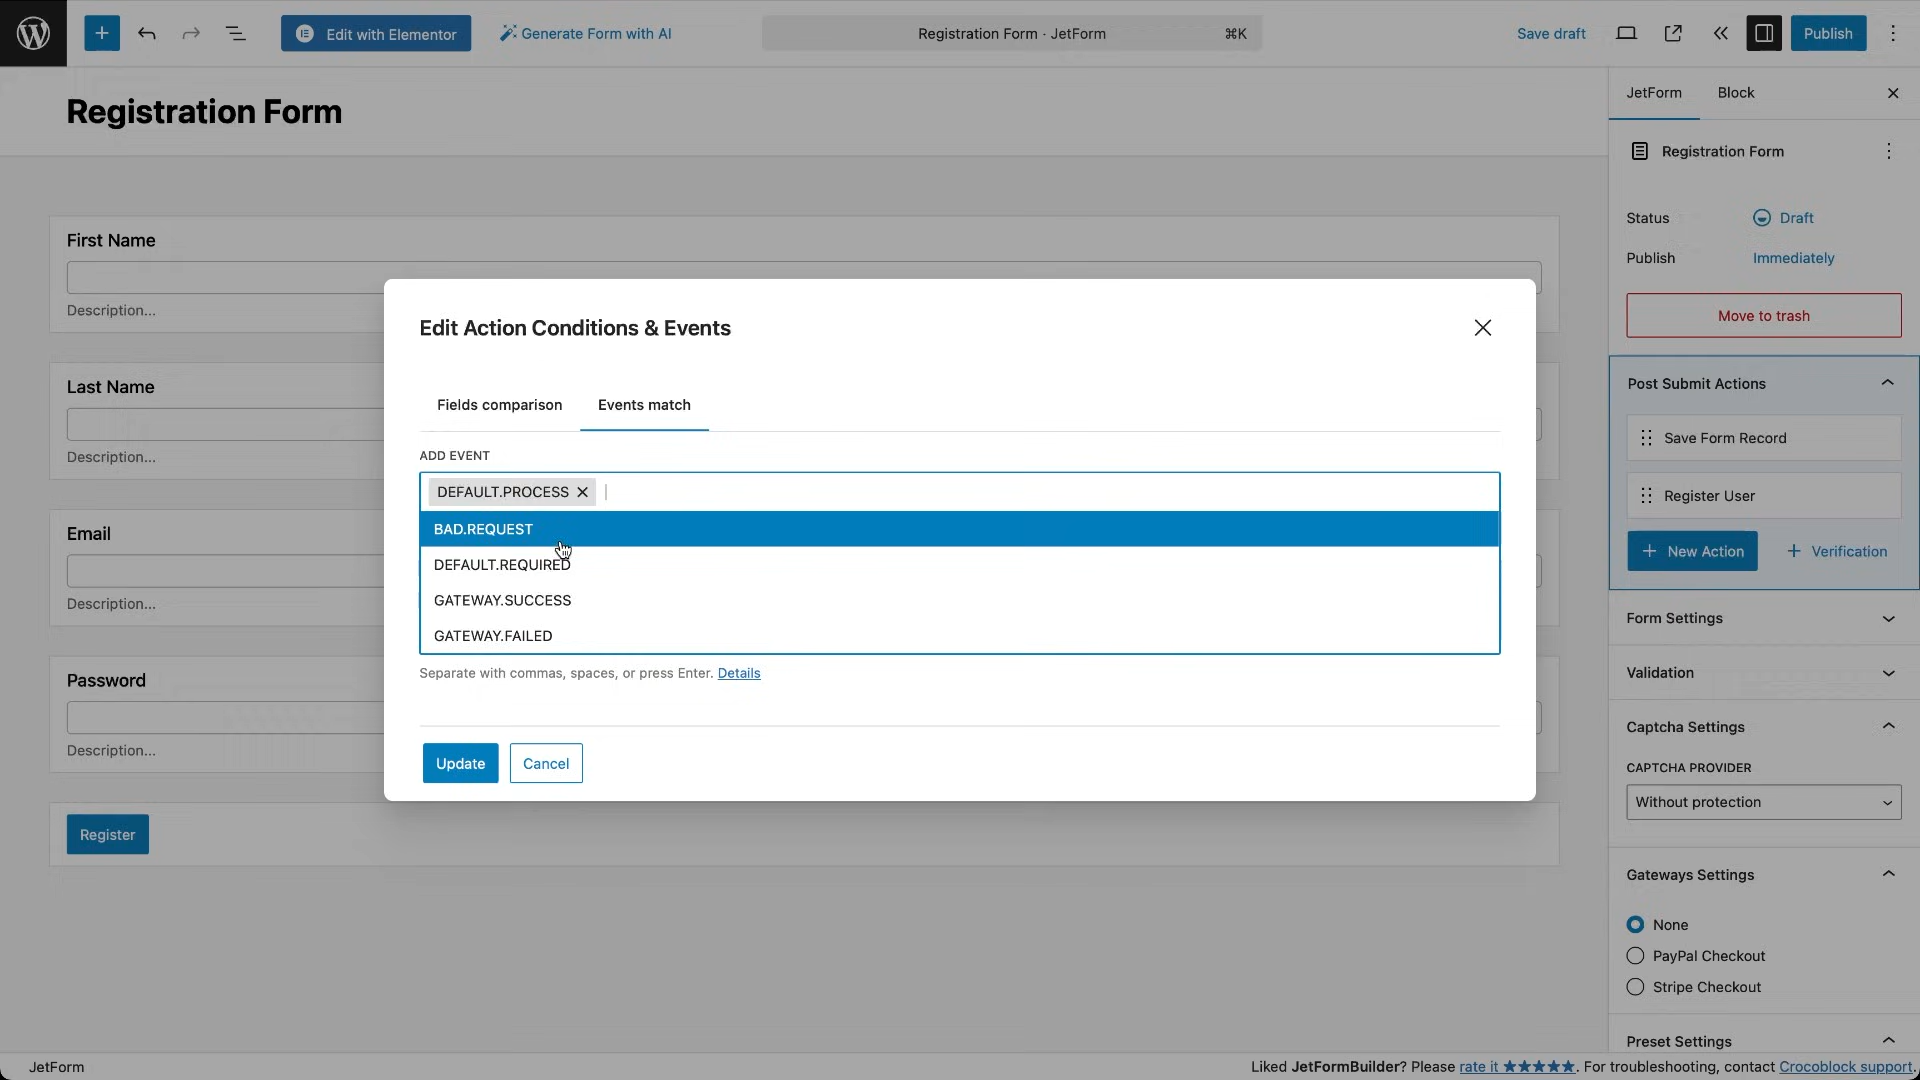 Edit with Elementor
Generate Form with AI
Registration Form · JetForm
⌘K
Save draft
Publish
Registration Form
First Name
Description...
Last Name
Description...
Email
Description...
Password
Description...
Register
Edit Action Conditions & Events
Fields comparison
Events match
ADD EVENT
DEFAULT.PROCESS
BAD.REQUEST
DEFAULT.REQUIRED
GATEWAY.SUCCESS
GATEWAY.FAILED
Separate with commas, spaces, or press Enter. Details
Update
Cancel
JetForm
Block
Registration Form
Status
Draft
Publish
Immediately
Move to trash
Post Submit Actions
Save Form Record
Register User
New Action
Verification
Form Settings
Validation
Captcha Settings
CAPTCHA PROVIDER
Without protection
Gateways Settings
None
PayPal Checkout
Stripe Checkout
Preset Settings
JetForm
Liked JetFormBuilder? Please rate it ★★★★★. For troubleshooting, contact Crocoblock support.